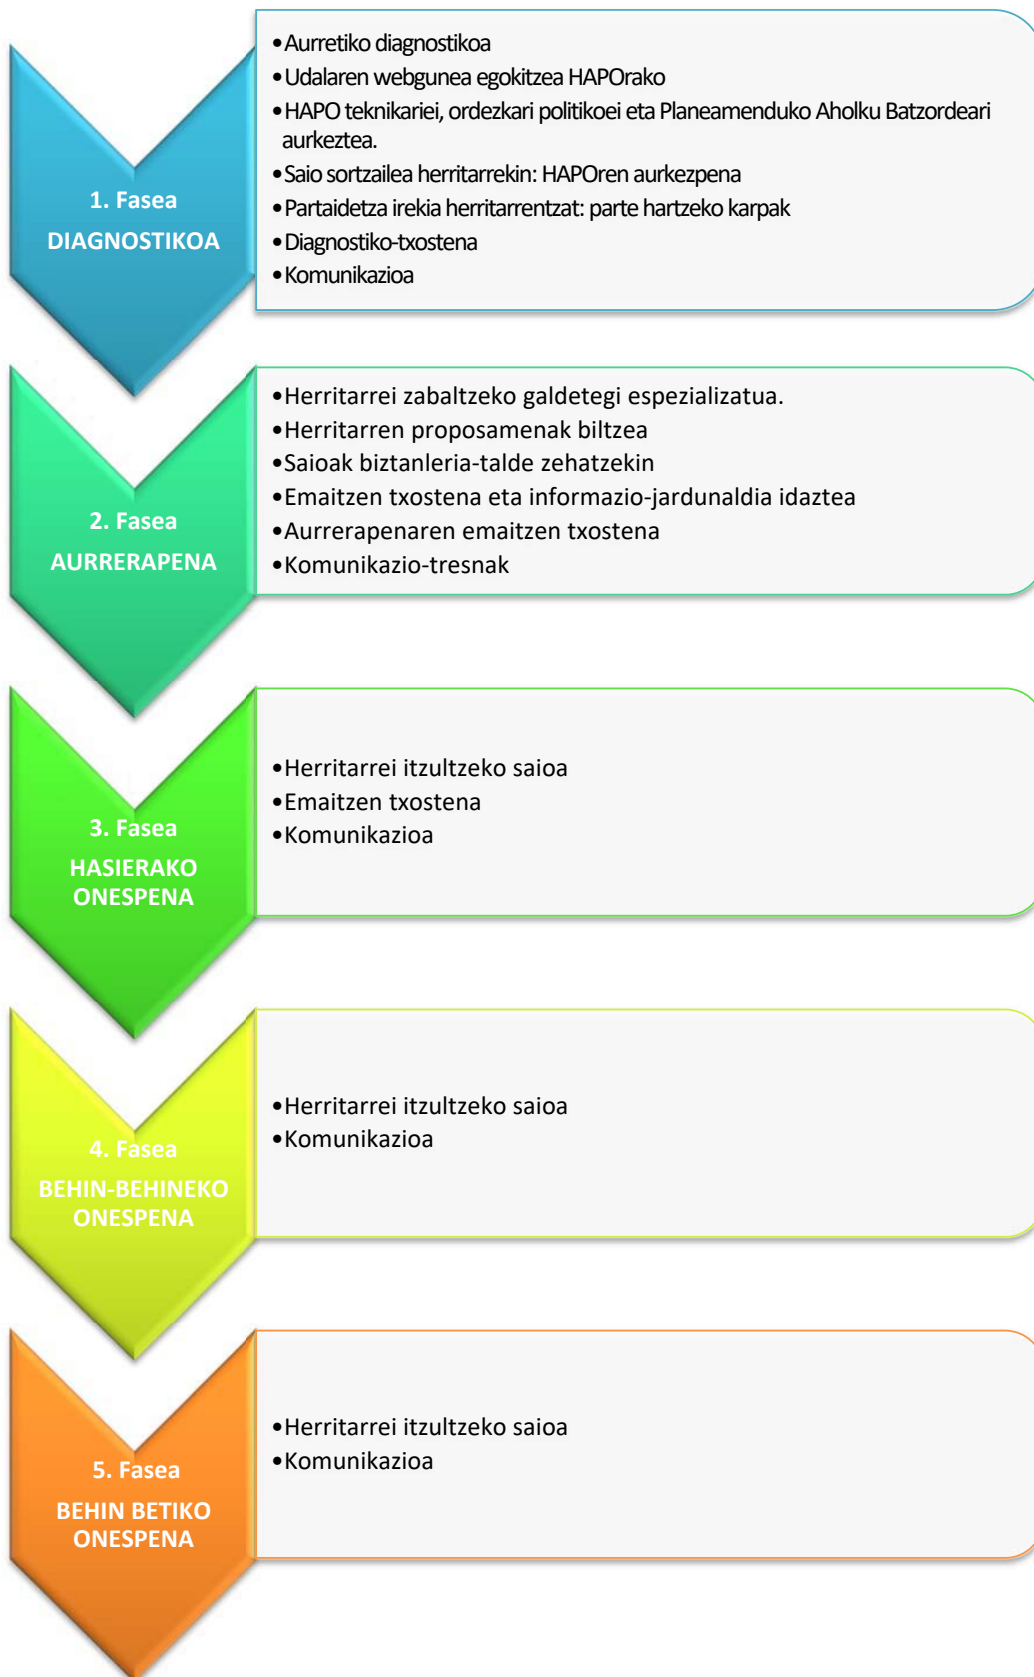 1. Fasea
DIAGNOSTIKOA
•Aurretiko diagnostikoa
•Udalaren webgunea egokitzea HAPOrako
•HAPO teknikariei, ordezkari politikoei eta Planeamenduko Aholku Batzordeari
aurkeztea.
•Saio sortzailea herritarrekin: HAPOren aurkezpena
•Partaidetza irekia herritarrentzat: parte hartzeko karpak
•Diagnostiko-txostena
•Komunikazioa
2. Fasea
AURRERAPENA
•Herritarrei zabaltzeko galdetegi espezializatua.
•Herritarren proposamenak biltzea
•Saioak biztanleria-talde zehatzekin
•Emaitzen txostena eta informazio-jardunaldia idaztea
•Aurrerapenaren emaitzen txostena
•Komunikazio-tresnak
3. Fasea
HASIERAKO
ONESPENA
•Herritarrei itzultzeko saioa
•Emaitzen txostena
•Komunikazioa
4. Fasea
BEHIN-BEHINEKO
ONESPENA
•Herritarrei itzultzeko saioa
•Komunikazioa
5. Fasea
BEHIN BETIKO
ONESPENA
•Herritarrei itzultzeko saioa
•Komunikazioa